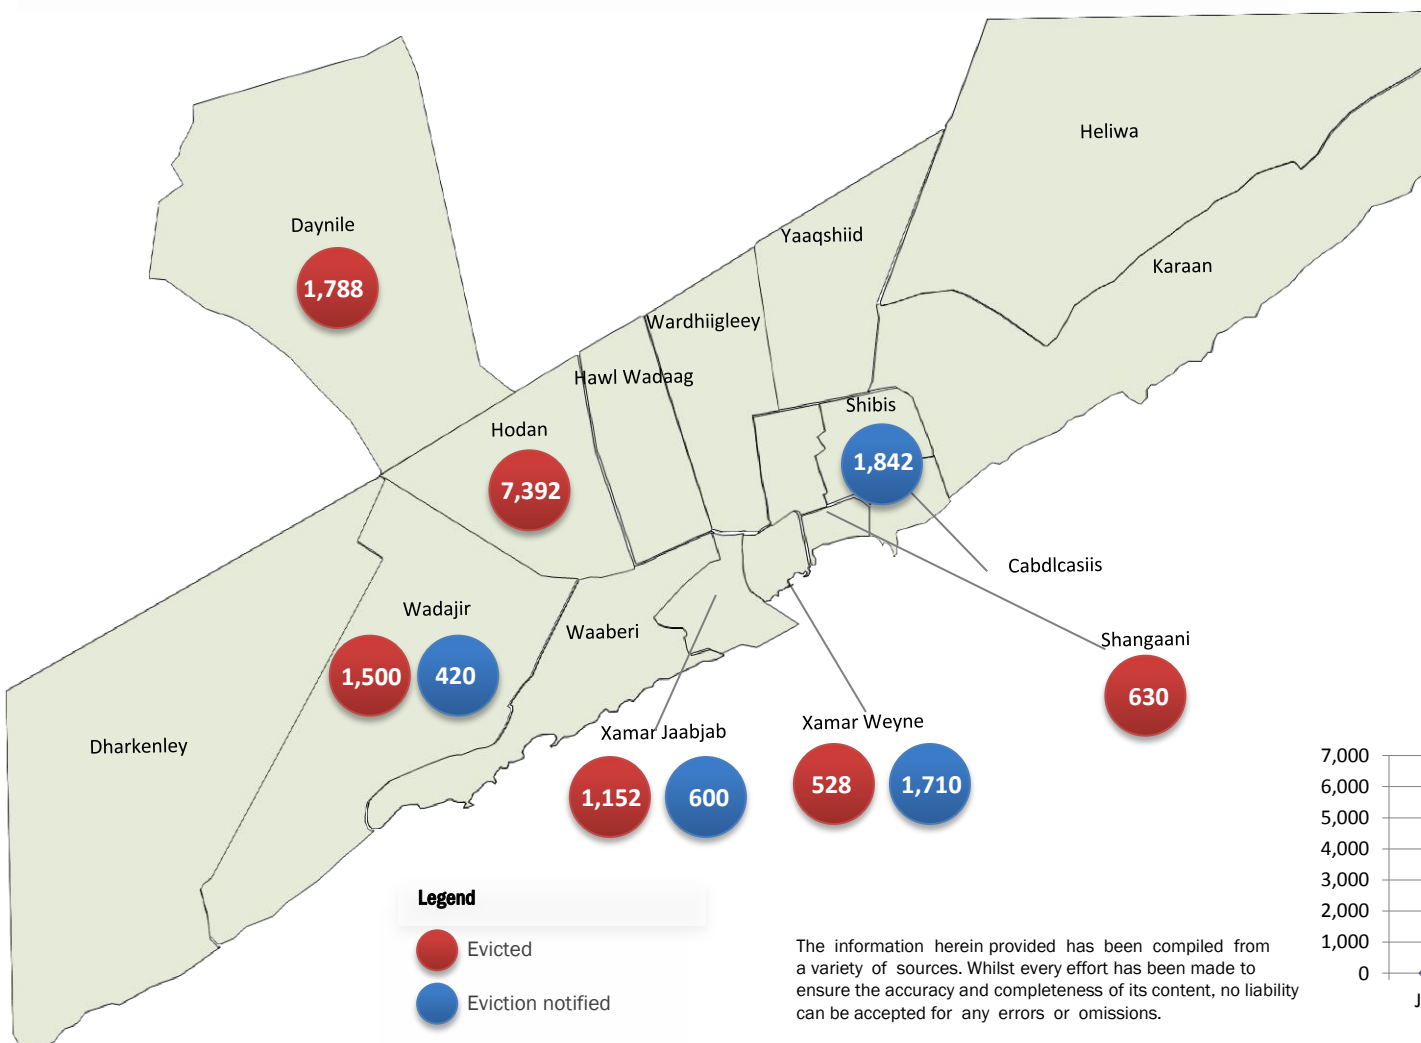 Heliwa
Daynile
Yaaqshiid
Karaan
1,788
Wardhiigleey
Hawl Wadaag
Shibis
Hodan
1,842
7,392
Cabdlcasiis
Wadajir
Waaberi
Shangaani
1,500
420
630
Xamar Jaabjab
Xamar Weyne
Dharkenley
1,152
600
528
1,710
7,000
6,000
5,000
4,000
3,000
2,000
1,000
0
J
Legend
Evicted
Eviction notified
The information herein provided has been compiled from
a variety of sources. Whilst every effort has been made to
ensure the accuracy and completeness of its content, no liability
can be accepted for any errors or omissions.